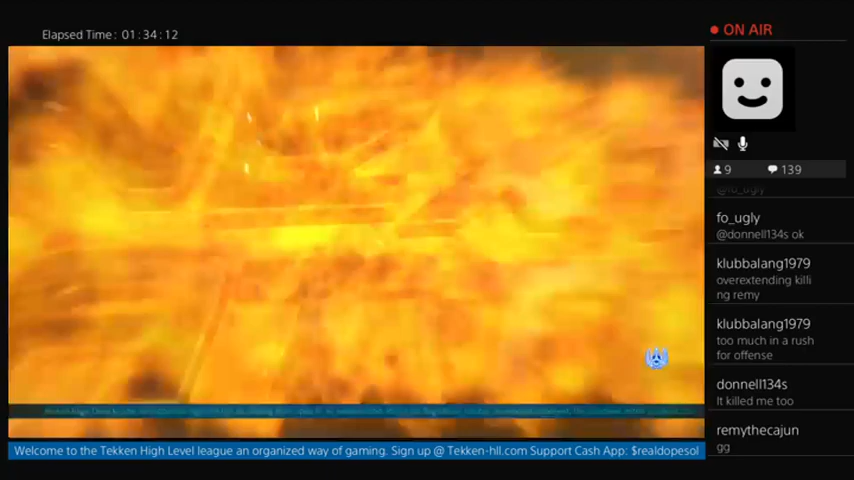 Elapsed Time: 01:34:12
ON AIR
9 139
fo_ugly
@donnell134s ok
klubbalang1979
overextending killi
ng remy
klubbalang1979
too much in a rush
for offense
donnell134s
It killed me too
remythecajun
gg
Welcome to the Tekken High Level league an organized way of gaming. Sign up @ Tekken-hll.com Support Cash App: $realdopesol